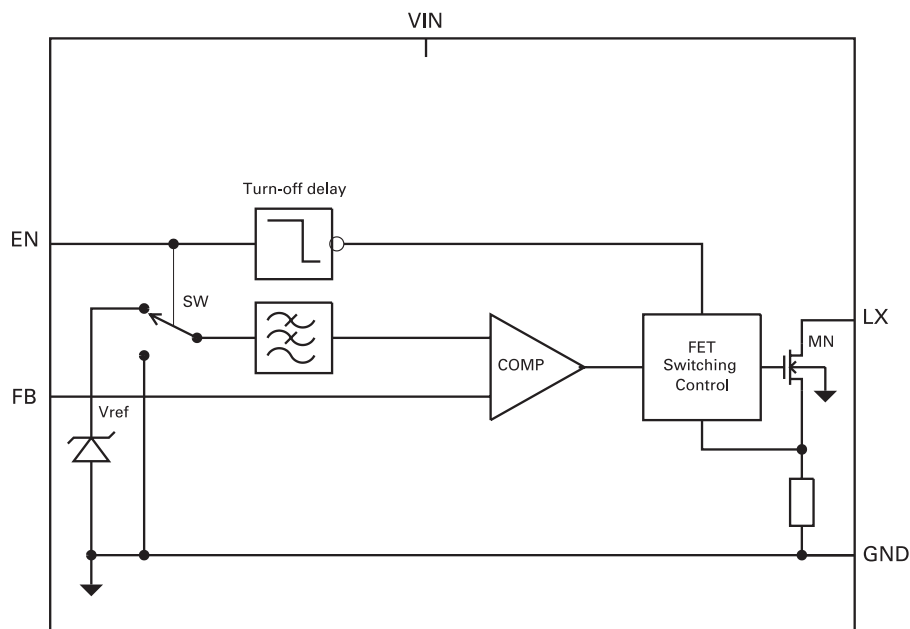 VIN
Turn-off delay
EN
SW
LX
MN
FET
Switching
Control
COMP
FB
Vref
GND